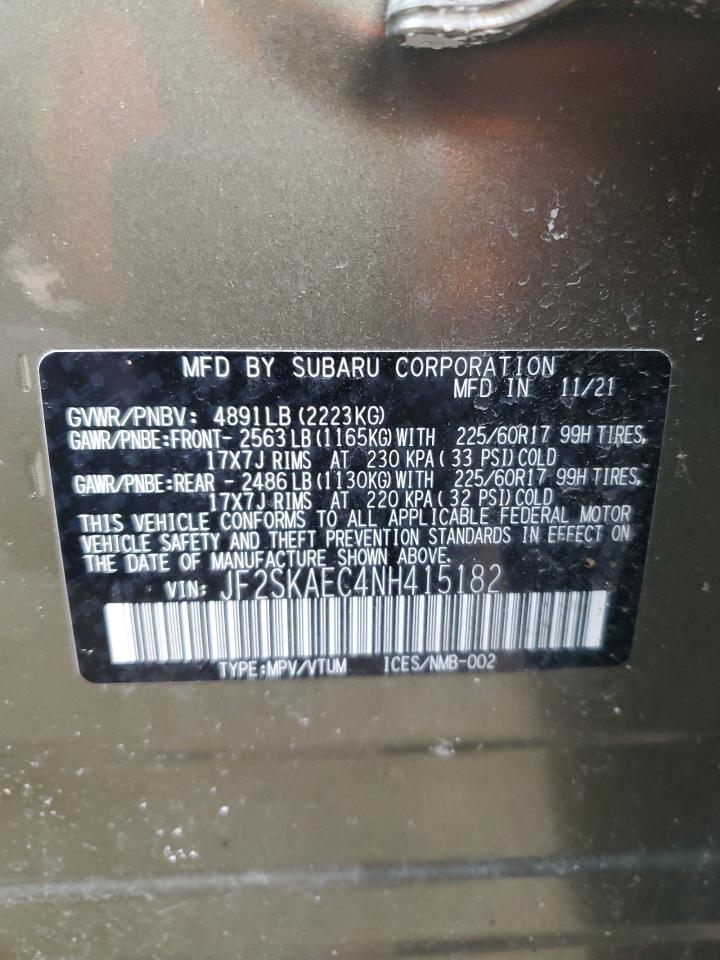 MFD BY SUBARU CORPORATION
MFD IN 11/21
GVWR/PNBV: 4891LB (2223KG)
GAWR/PNBE:FRONT- 2563 LB (1165KG) WITH 225/60R17 99H TIRES,
17X7J RIMS AT 230 KPA ( 33 PSI) COLD
GAWR/PNBE:REAR - 2486 LB (1130KG) WITH 225/60R17 99H TIRES,
17X7J RIMS AT 220 KPA ( 32 PSI) COLD
THIS VEHICLE CONFORMS TO ALL APPLICABLE FEDERAL MOTOR
VEHICLE SAFETY AND THEFT PREVENTION STANDARDS IN EFFECT ON
THE DATE OF MANUFACTURE SHOWN ABOVE.
VIN: JF2SKAEC4NH415182
TYPE:MPV/VTUM ICES/NMB-002